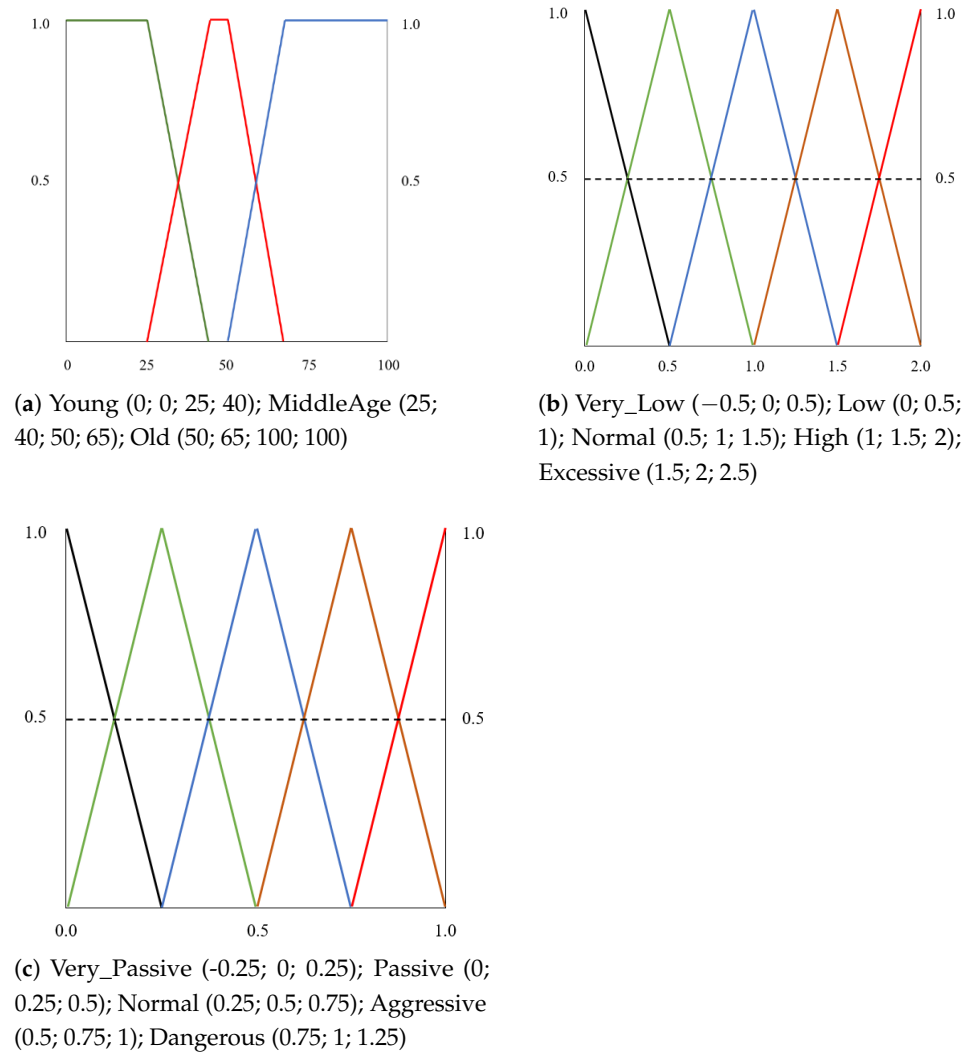 1.0 1.0
0.5 0.5
0 25 50 75 100
(a) Young (0; 0; 25; 40); MiddleAge (25;
40; 50; 65); Old (50; 65; 100; 100)
1.0 1.0
0.5 0.5
0.0 0.5 1.0 1.5 2.0
(b) Very_Low (−0.5; 0; 0.5); Low (0; 0.5;
1); Normal (0.5; 1; 1.5); High (1; 1.5; 2);
Excessive (1.5; 2; 2.5)
1.0 1.0
0.5 0.5
0.0 0.5 1.0
(c) Very_Passive (-0.25; 0; 0.25); Passive (0;
0.25; 0.5); Normal (0.25; 0.5; 0.75); Aggressive
(0.5; 0.75; 1); Dangerous (0.75; 1; 1.25)